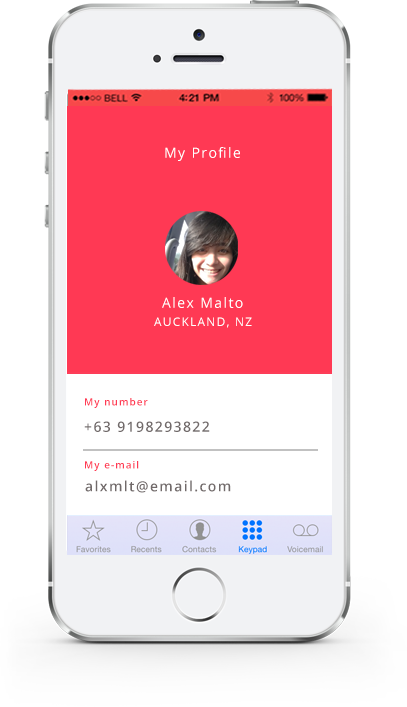 BELL 4:21 PM 100%
My Profile
Alex Malto
AUCKLAND, NZ
My number
+63 9198293822
My e-mail
alxmlt@email.com
Favorites Recents Contacts Keypad Voicemail